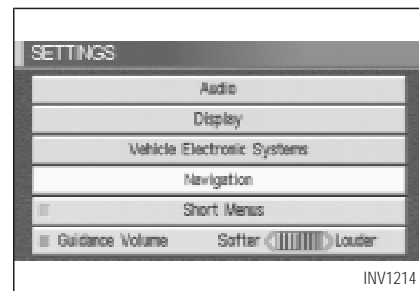 SETTINGS
Audio
Display
Vehicle Electronic Systems
Navigation
Short Menus
Guidance Volume Softer Louder
INV1214